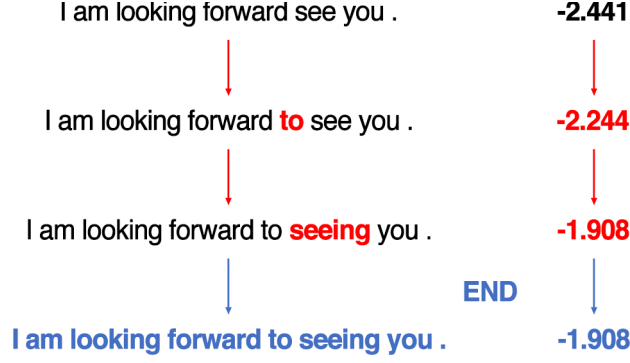 I am looking forward see you . -2.441
I am looking forward to see you . -2.244
I am looking forward to seeing you . -1.908
END
I am looking forward to seeing you . -1.908